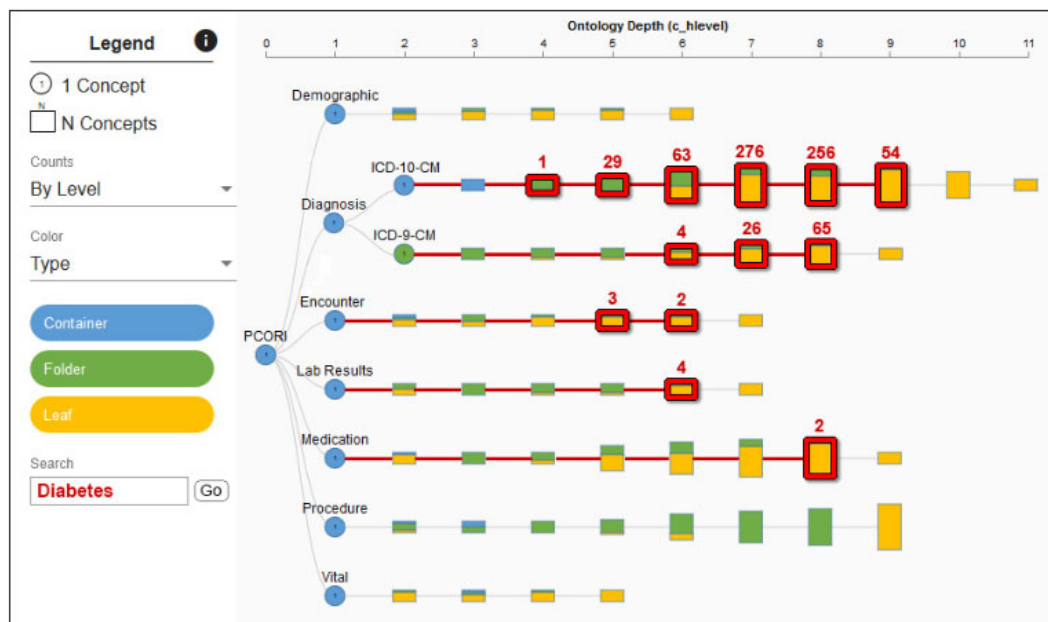 Legend
i
1
1 Concept
N
N Concepts
Counts
By Level
Color
Type
Container
Folder
Leaf
Search
Diabetes
Go
Ontology Depth (c_hlevel)
0 1 2 3 4 5 6 7 8 9 10 11
Demographic
ICD-10-CM
1 29 63 276 256 54
Diagnosis
ICD-9-CM
4 26 65
Encounter
3 2
PCORI
Lab Results
4
Medication
2
Procedure
Vital